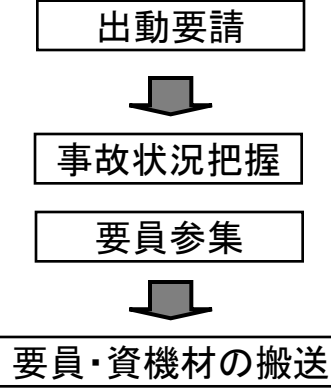 出動要請
事故状況把握
要員参集
要員・資機材の搬送